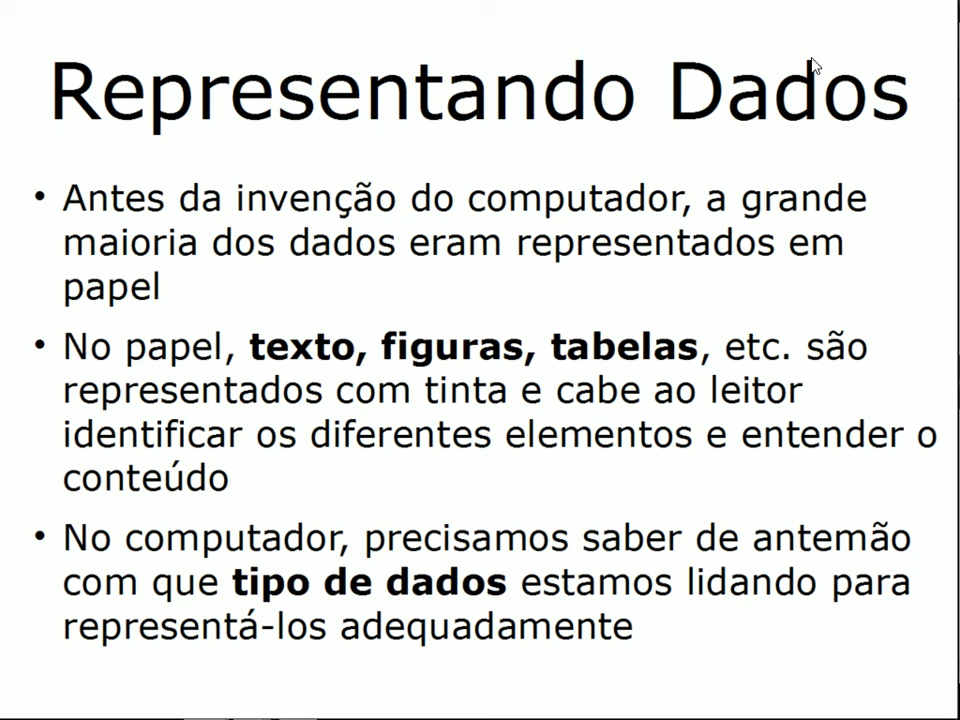 Representando Dados
• Antes da invenção do computador, a grande
maioria dos dados eram representados em
papel
• No papel, texto, figuras, tabelas, etc. são
representados com tinta e cabe ao leitor
identificar os diferentes elementos e entender o
conteúdo
• No computador, precisamos saber de antemão
com que tipo de dados estamos lidando para
representá-los adequadamente